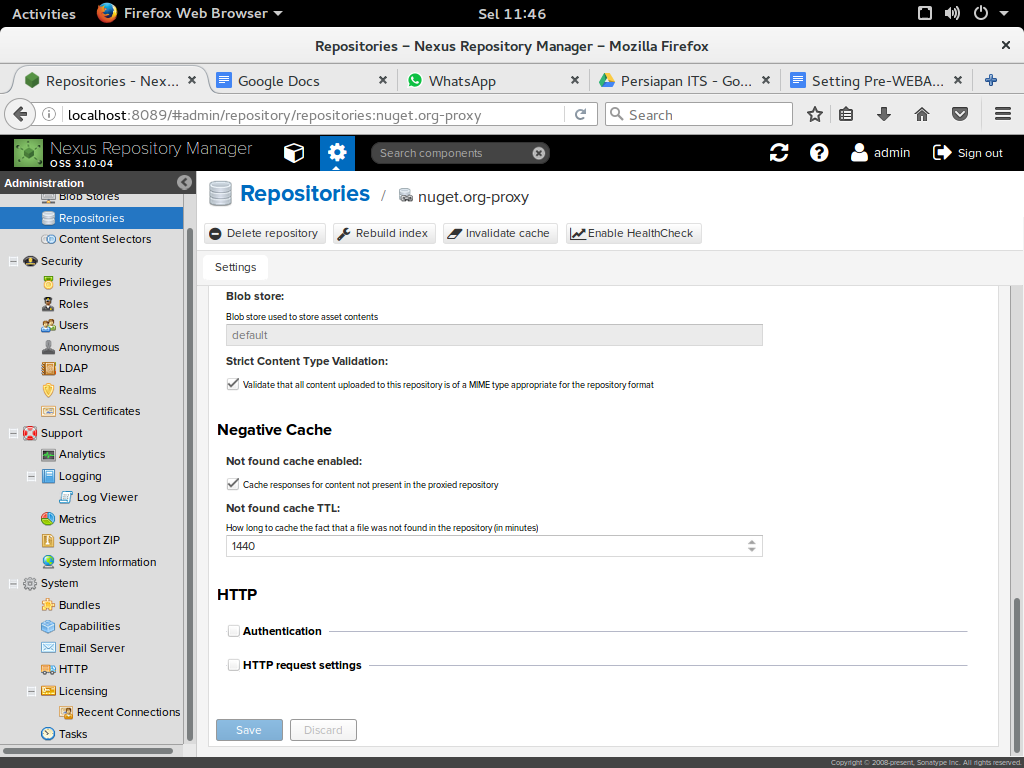 Activities Firefox Web Browser Sel 11:46
Repositories – Nexus Repository Manager – Mozilla Firefox
Repositories - Nex... Google Docs WhatsApp Persiapan ITS - Go... Setting Pre-WEBA...
localhost:8089/#admin/repository/repositories:nuget.org-proxy Search
Nexus Repository Manager
OSS 3.1.0-04
Search components admin Sign out
Administration
Blob Stores
Repositories
Content Selectors
Security
Privileges
Roles
Users
Anonymous
LDAP
Realms
SSL Certificates
Support
Analytics
Logging
Log Viewer
Metrics
Support ZIP
System Information
System
Bundles
Capabilities
Email Server
HTTP
Licensing
Recent Connections
Tasks
Repositories / nuget.org-proxy
Delete repository Rebuild index Invalidate cache Enable HealthCheck
Settings
Blob store:
Blob store used to store asset contents
default
Strict Content Type Validation:
Validate that all content uploaded to this repository is of a MIME type appropriate for the repository format
Negative Cache
Not found cache enabled:
Cache responses for content not present in the proxied repository
Not found cache TTL:
How long to cache the fact that a file was not found in the repository (in minutes)
1440
HTTP
Authentication
HTTP request settings
Save Discard
Copyright © 2008-present, Sonatype Inc. All rights reserved.